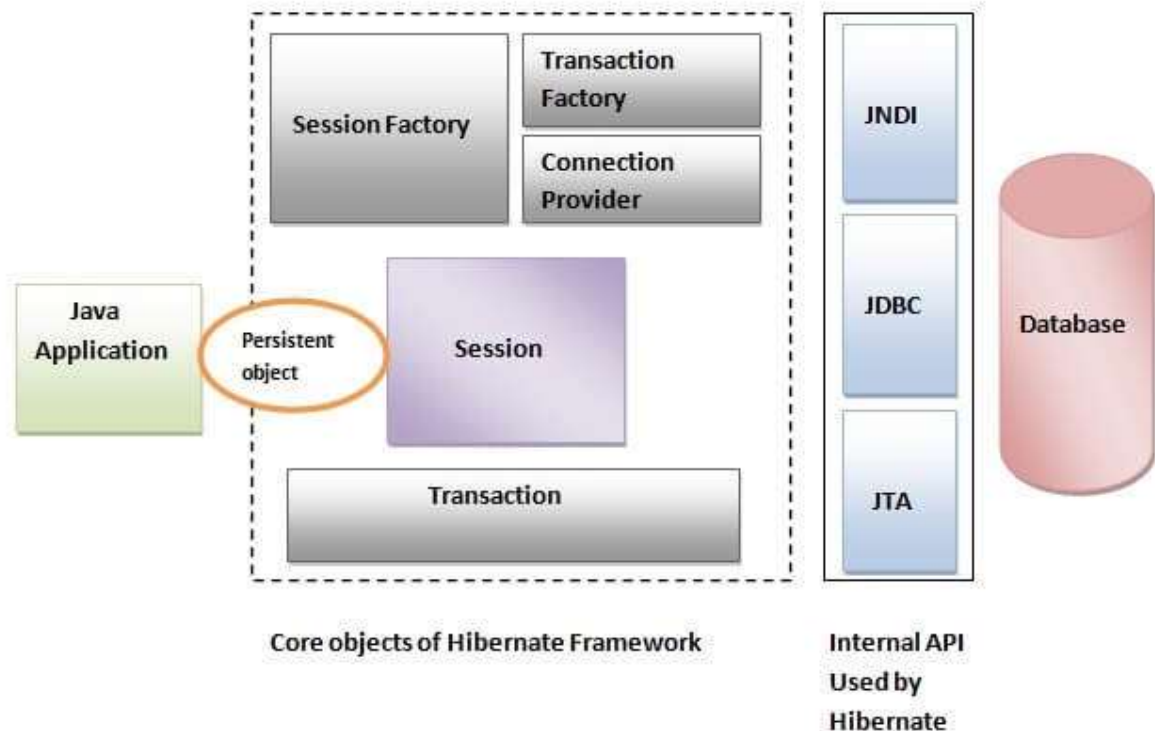 Session Factory
Transaction
Factory
Connection
Provider
JNDI
Java
Application
Persistent
object
Session
JDBC
Database
Transaction
JTA
Core objects of Hibernate Framework
Internal API
Used by
Hibernate